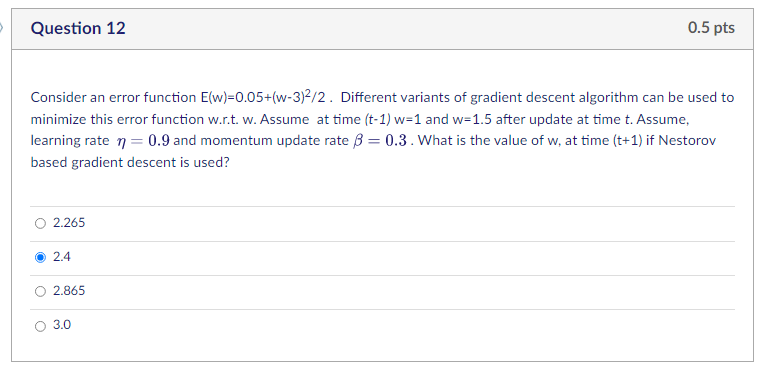 Question 12
0.5 pts
Consider an error function E(w)=0.05+(w-3)²/2 . Different variants of gradient descent algorithm can be used to
minimize this error function w.r.t. w. Assume at time (t-1) w=1 and w=1.5 after update at time t. Assume,
learning rate η = 0.9 and momentum update rate β = 0.3 . What is the value of w, at time (t+1) if Nestorov
based gradient descent is used?
2.265
2.4
2.865
3.0